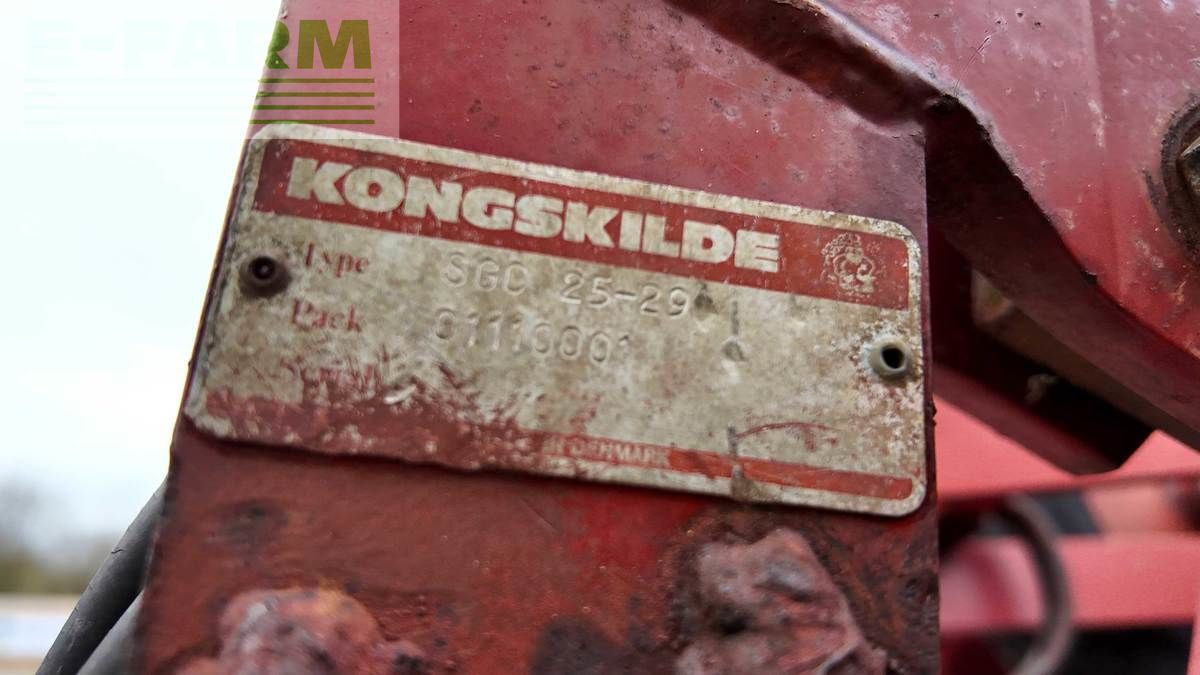 E-FARM
KONGSKILDE
Type SGC 25-29
Pack 01110001
DENMARK